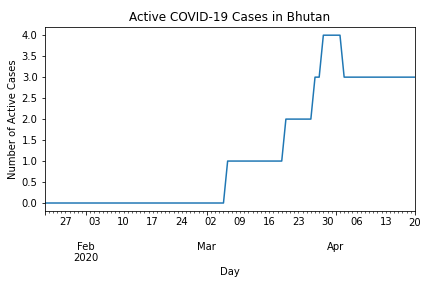 Active COVID-19 Cases in Bhutan
4.0
3.5
3.0
2.5
2.0
1.5
1.0
0.5
0.0
Number of Active Cases
27 03 10 17 24 02 09 16 23 30 06 13 20
Feb Mar Apr
2020
Day